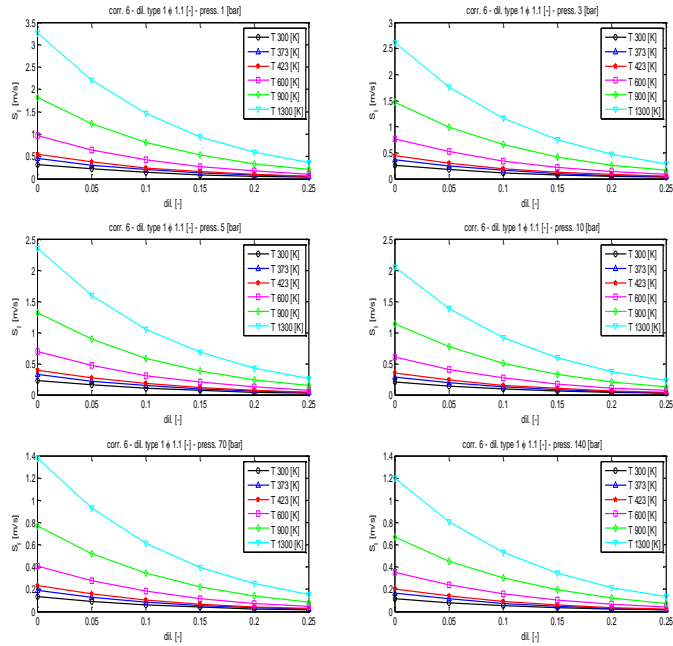 corr. 6 - dil. type 1 ϕ 1.1 [-] - press. 1 [bar]
3.5
3
2.5
2
1.5
1
0.5
0
S_l [m/s]
T 300 [K]
T 373 [K]
T 423 [K]
T 600 [K]
T 900 [K]
T 1300 [K]
0 0.05 0.1 0.15 0.2 0.25
dil. [-]
corr. 6 - dil. type 1 ϕ 1.1 [-] - press. 3 [bar]
3
2.5
2
1.5
1
0.5
0
S_l [m/s]
T 300 [K]
T 373 [K]
T 423 [K]
T 600 [K]
T 900 [K]
T 1300 [K]
0 0.05 0.1 0.15 0.2 0.25
dil. [-]
corr. 6 - dil. type 1 ϕ 1.1 [-] - press. 5 [bar]
2.5
2
1.5
1
0.5
0
S_l [m/s]
T 300 [K]
T 373 [K]
T 423 [K]
T 600 [K]
T 900 [K]
T 1300 [K]
0 0.05 0.1 0.15 0.2 0.25
dil. [-]
corr. 6 - dil. type 1 ϕ 1.1 [-] - press. 10 [bar]
2.5
2
1.5
1
0.5
0
S_l [m/s]
T 300 [K]
T 373 [K]
T 423 [K]
T 600 [K]
T 900 [K]
T 1300 [K]
0 0.05 0.1 0.15 0.2 0.25
dil. [-]
corr. 6 - dil. type 1 ϕ 1.1 [-] - press. 70 [bar]
1.4
1.2
1
0.8
0.6
0.4
0.2
0
S_l [m/s]
T 300 [K]
T 373 [K]
T 423 [K]
T 600 [K]
T 900 [K]
T 1300 [K]
0 0.05 0.1 0.15 0.2 0.25
dil. [-]
corr. 6 - dil. type 1 ϕ 1.1 [-] - press. 140 [bar]
1.4
1.2
1
0.8
0.6
0.4
0.2
0
S_l [m/s]
T 300 [K]
T 373 [K]
T 423 [K]
T 600 [K]
T 900 [K]
T 1300 [K]
0 0.05 0.1 0.15 0.2 0.25
dil. [-]